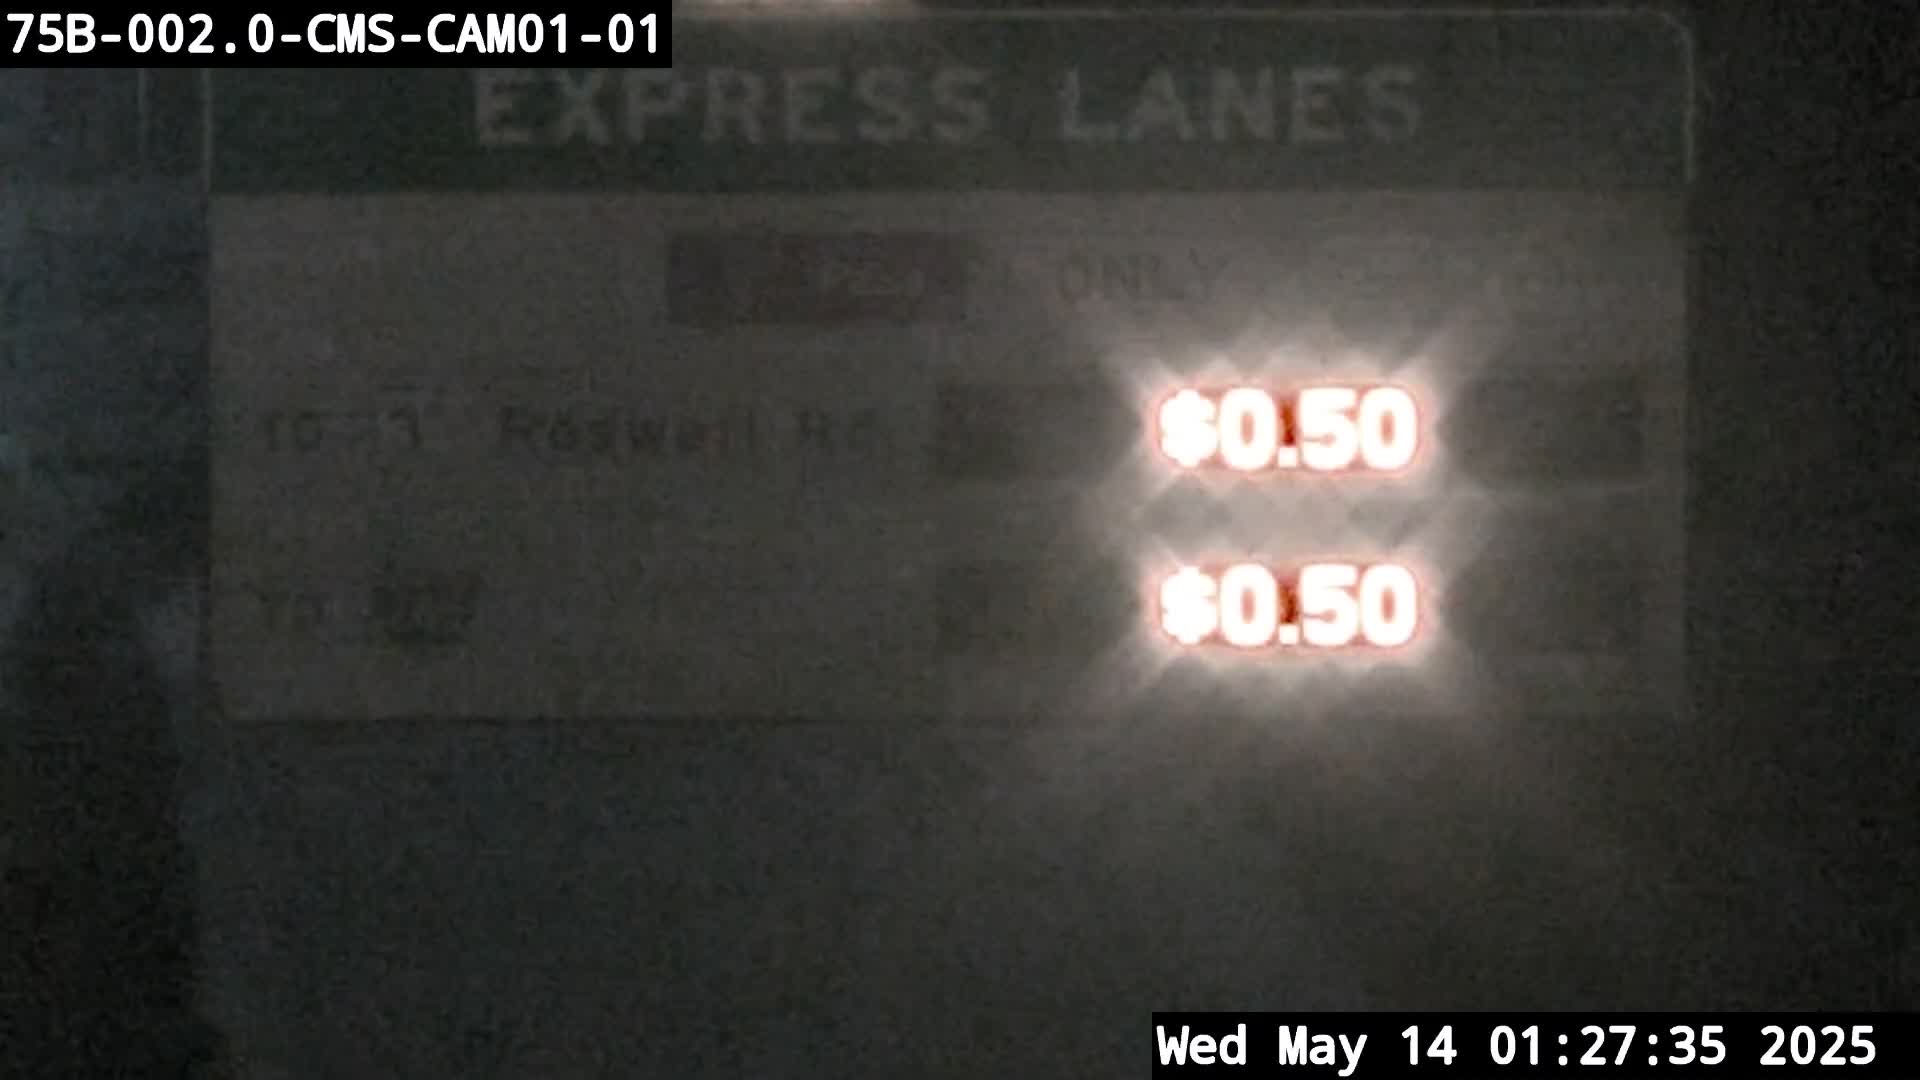 75B-002.0-CMS-CAM01-01
EXPRESS LANES
Pass ONLY
Roswell $0.50
$0.50
Wed May 14 01:27:35 2025